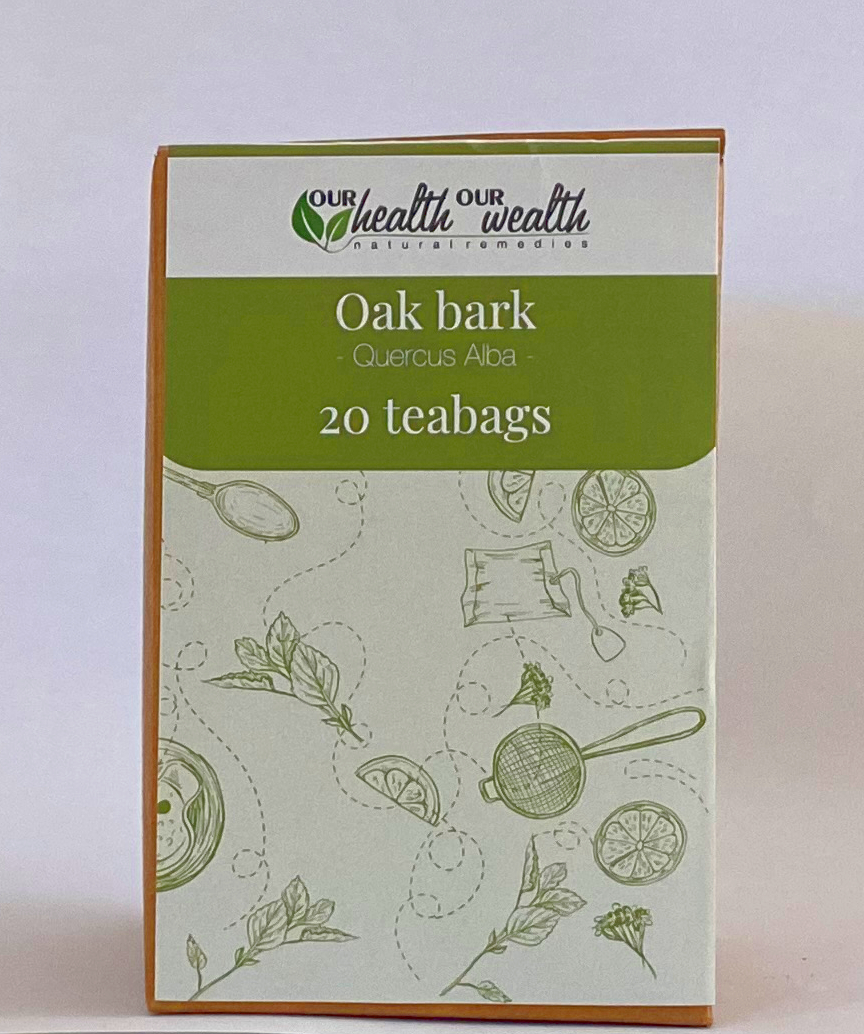 OUR health OUR wealth
natural remedies
Oak bark
- Quercus Alba -
20 teabags